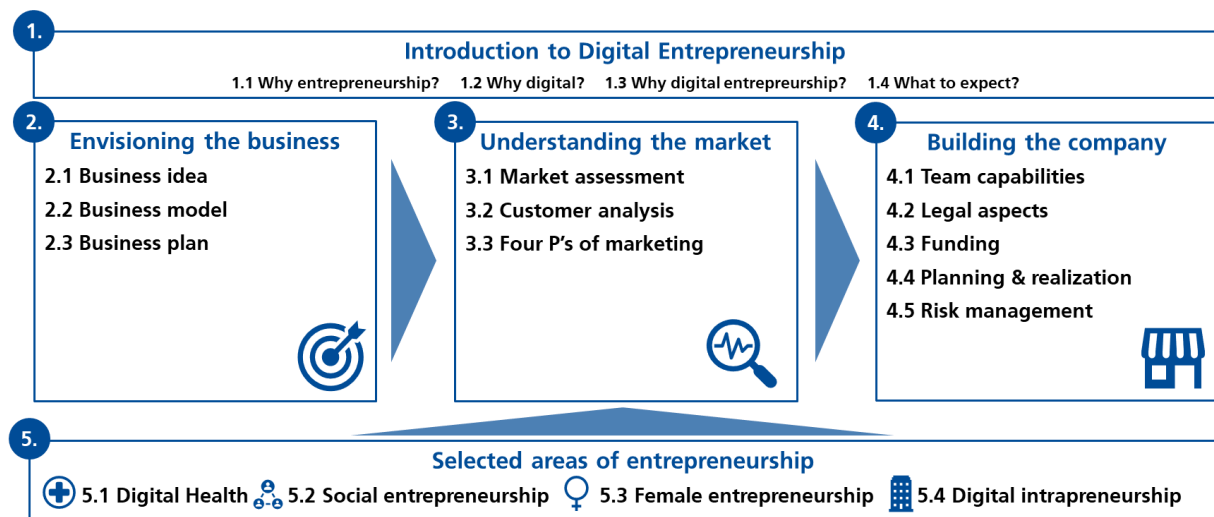 1.
Introduction to Digital Entrepreneurship
1.1 Why entrepreneurship? 1.2 Why digital? 1.3 Why digital entrepreurship? 1.4 What to expect?
2.
Envisioning the business
2.1 Business idea
2.2 Business model
2.3 Business plan
3.
Understanding the market
3.1 Market assessment
3.2 Customer analysis
3.3 Four P's of marketing
4.
Building the company
4.1 Team capabilities
4.2 Legal aspects
4.3 Funding
4.4 Planning & realization
4.5 Risk management
5.
Selected areas of entrepreneurship
5.1 Digital Health 5.2 Social entrepreneurship 5.3 Female entrepreneurship 5.4 Digital intrapreneurship